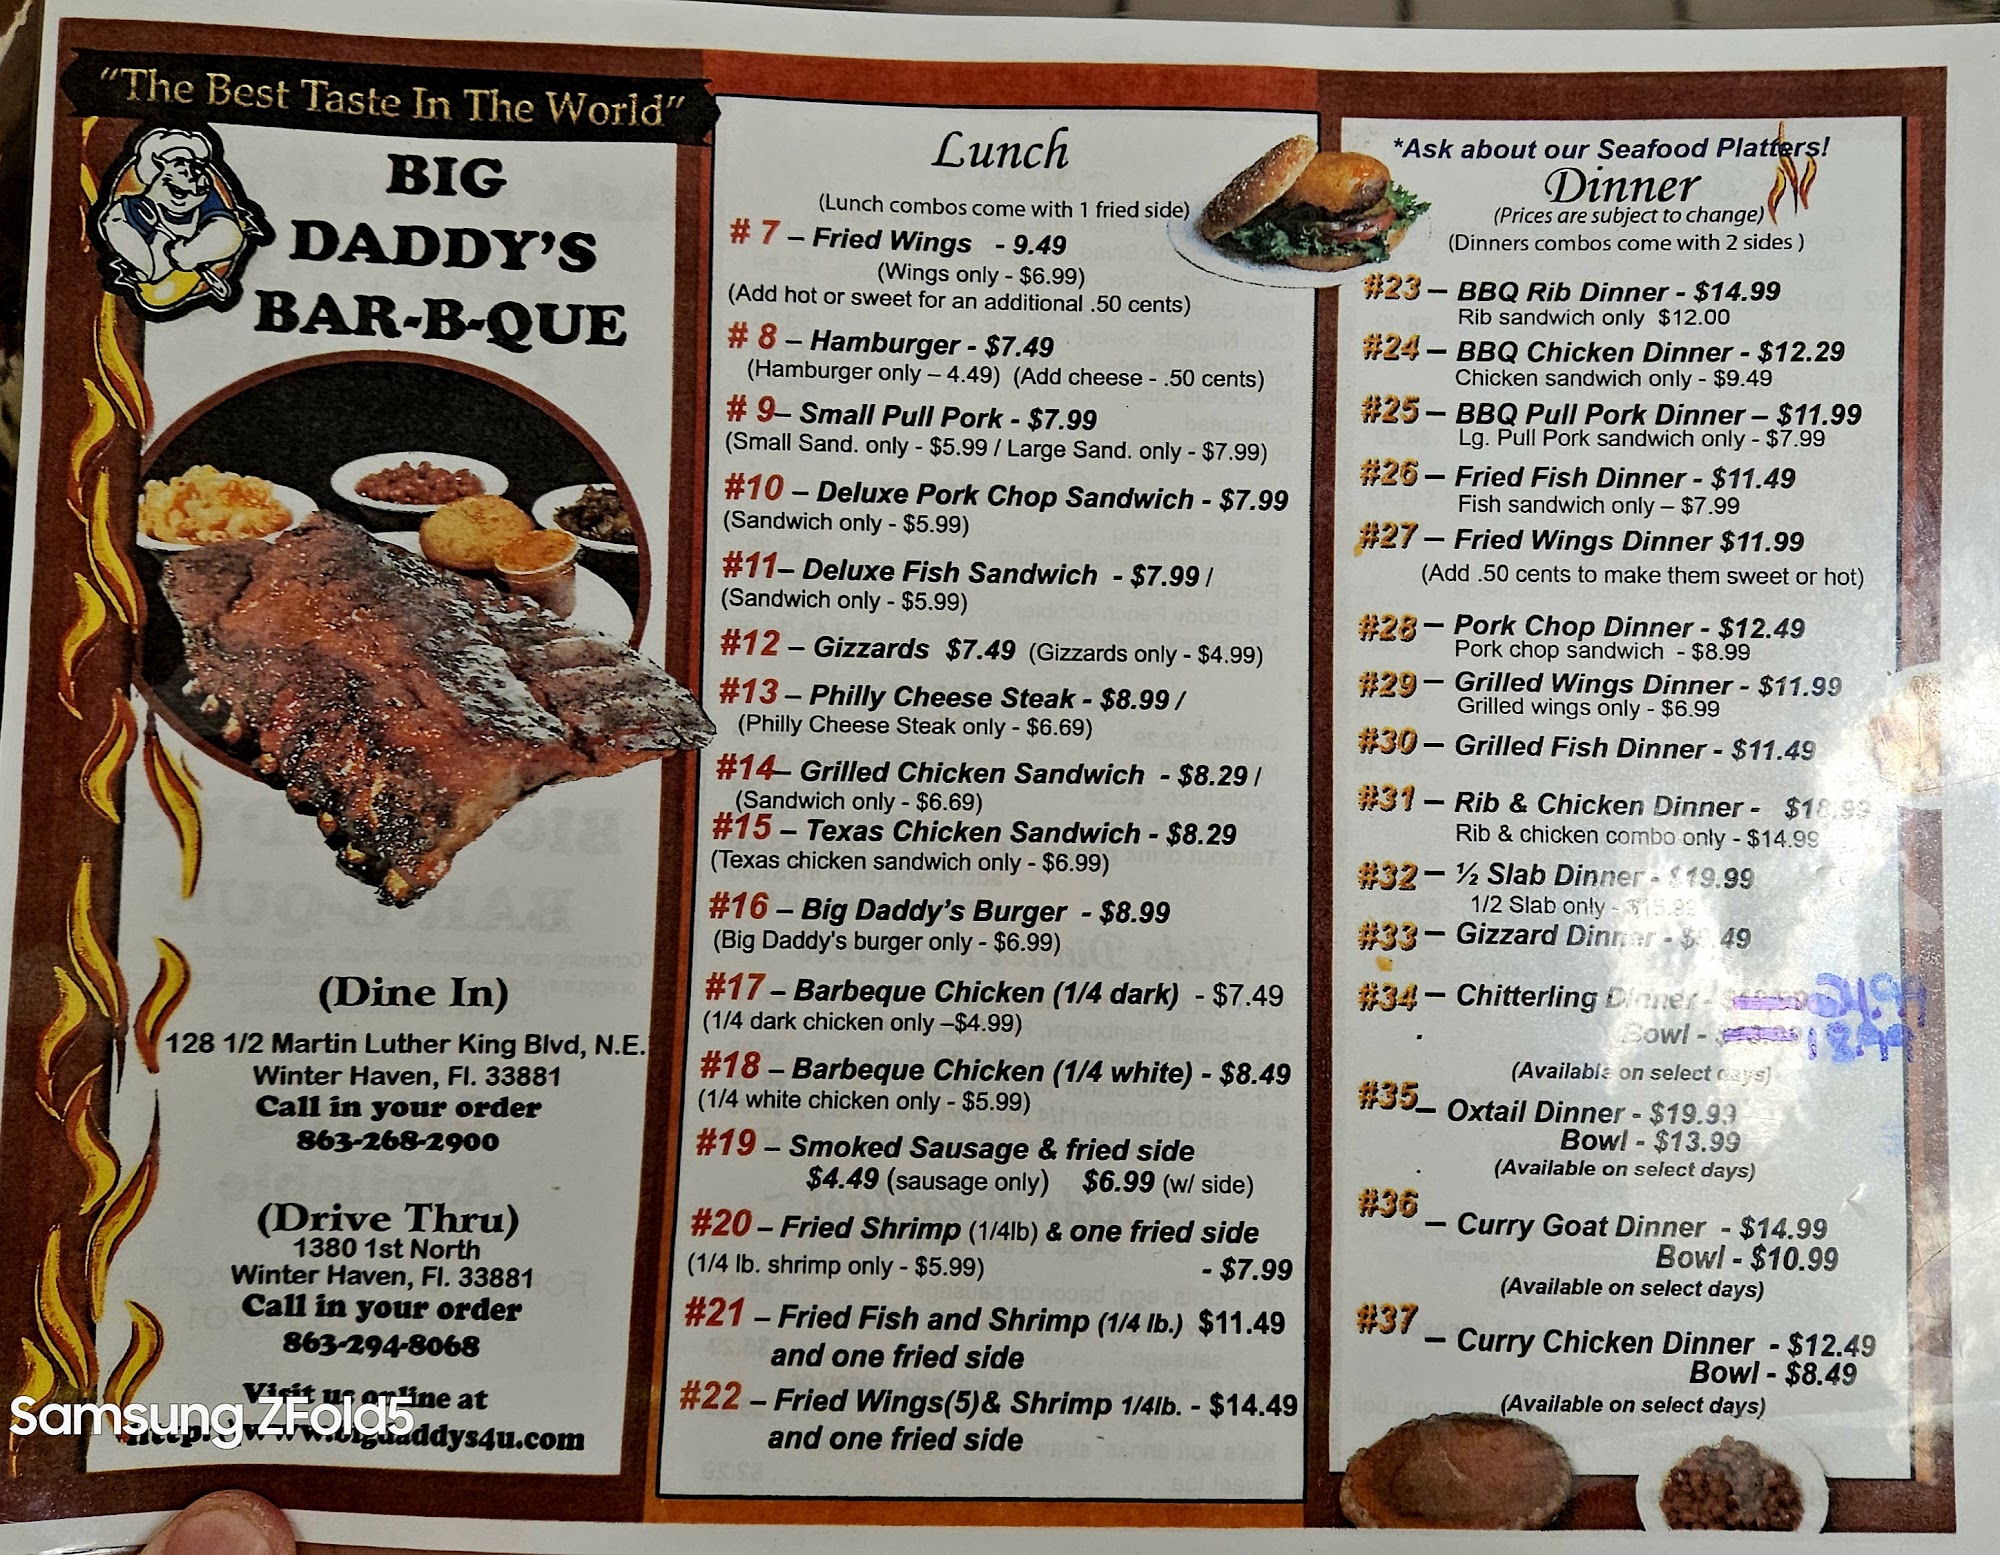 "The Best Taste In The World"
BIG
DADDY'S
BAR-B-QUE
(Dine In)
128 1/2 Martin Luther King Blvd, N.E.
Winter Haven, Fl. 33881
Call in your order
863-268-2900
(Drive Thru)
1380 1st North
Winter Haven, Fl. 33881
Call in your order
863-294-8068
Visit us online at
http://www.bigdaddys4u.com
Samsung ZFold5
Lunch
(Lunch combos come with 1 fried side)
# 7 – Fried Wings - 9.49
(Wings only - $6.99)
(Add hot or sweet for an additional .50 cents)
# 8 – Hamburger - $7.49
(Hamburger only – 4.49) (Add cheese - .50 cents)
# 9– Small Pull Pork - $7.99
(Small Sand. only - $5.99 / Large Sand. only - $7.99)
#10 – Deluxe Pork Chop Sandwich - $7.99
(Sandwich only - $5.99)
#11– Deluxe Fish Sandwich - $7.99 /
(Sandwich only - $5.99)
#12 – Gizzards $7.49 (Gizzards only - $4.99)
#13 – Philly Cheese Steak - $8.99 /
(Philly Cheese Steak only - $6.69)
#14– Grilled Chicken Sandwich - $8.29 /
(Sandwich only - $6.69)
#15 – Texas Chicken Sandwich - $8.29
(Texas chicken sandwich only - $6.99)
#16 – Big Daddy's Burger - $8.99
(Big Daddy's burger only - $6.99)
#17 – Barbeque Chicken (1/4 dark) - $7.49
(1/4 dark chicken only –$4.99)
#18 – Barbeque Chicken (1/4 white) - $8.49
(1/4 white chicken only - $5.99)
#19 – Smoked Sausage & fried side
$4.49 (sausage only) $6.99 (w/ side)
#20 – Fried Shrimp (1/4lb) & one fried side
(1/4 lb. shrimp only - $5.99) - $7.99
#21 – Fried Fish and Shrimp (1/4 lb.) $11.49
and one fried side
#22 – Fried Wings(5)& Shrimp 1/4lb. - $14.49
and one fried side
*Ask about our Seafood Platters!
Dinner
(Prices are subject to change)
(Dinners combos come with 2 sides )
#23 – BBQ Rib Dinner - $14.99
Rib sandwich only $12.00
#24 – BBQ Chicken Dinner - $12.29
Chicken sandwich only - $9.49
#25 – BBQ Pull Pork Dinner – $11.99
Lg. Pull Pork sandwich only - $7.99
#26 – Fried Fish Dinner - $11.49
Fish sandwich only – $7.99
#27 – Fried Wings Dinner $11.99
(Add .50 cents to make them sweet or hot)
#28 – Pork Chop Dinner - $12.49
Pork chop sandwich - $8.99
#29 – Grilled Wings Dinner - $11.99
Grilled wings only - $6.99
#30 – Grilled Fish Dinner - $11.49
#31 – Rib & Chicken Dinner - $18.99
Rib & chicken combo only - $14.99
#32 – ½ Slab Dinner - $19.99
1/2 Slab only - $15.99
#33 – Gizzard Dinner -
#34 – Chitterling Dinner - 24.94
Bowl - 18.99
(Available on select days)
#35 – Oxtail Dinner - $19.99
Bowl - $13.99
(Available on select days)
#36 – Curry Goat Dinner - $14.99
Bowl - $10.99
(Available on select days)
#37 – Curry Chicken Dinner - $12.49
Bowl - $8.49
(Available on select days)